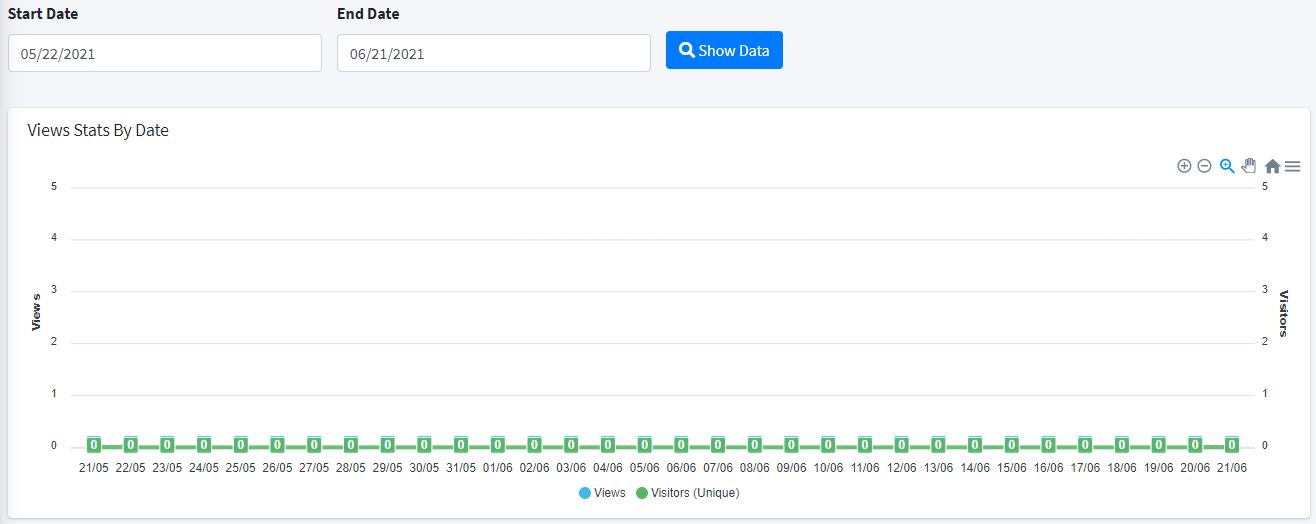 Start Date
End Date
05/22/2021
06/21/2021
Show Data
Views Stats By Date
5
5
4
4
3
3
Views
Visitors
2
2
1
1
0
0 0 0 0 0 0 0 0 0 0 0 0 0 0 0 0 0 0 0 0 0 0 0 0 0 0 0 0 0 0 0 0
0
21/05 22/05 23/05 24/05 25/05 26/05 27/05 28/05 29/05 30/05 31/05 01/06 02/06 03/06 04/06 05/06 06/06 07/06 08/06 09/06 10/06 11/06 12/06 13/06 14/06 15/06 16/06 17/06 18/06 19/06 20/06 21/06
Views
Visitors (Unique)